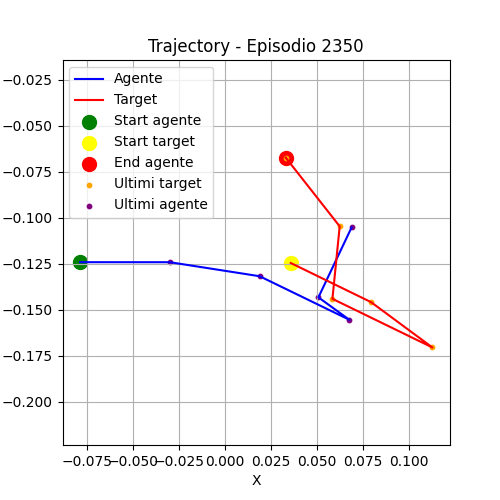 Trajectory - Episodio 2350
Agente
Target
Start agente
Start target
End agente
Ultimi target
Ultimi agente
−0.025
−0.050
−0.075
−0.100
−0.125
−0.150
−0.175
−0.200
−0.075 −0.050 −0.025 0.000 0.025 0.050 0.075 0.100
X